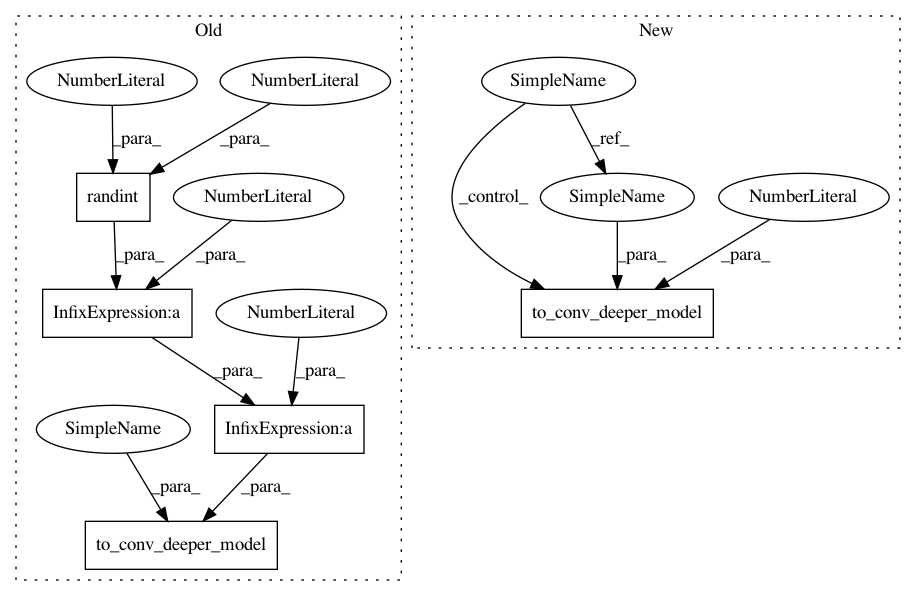 Old
NumberLiteral
NumberLiteral
_para_
_para_
randint
NumberLiteral
_para_
_para_
InfixExpression:a
NumberLiteral
_para_
_para_
SimpleName
InfixExpression:a
_para_
_para_
to_conv_deeper_model
New
SimpleName
_ref_
_control_
SimpleName
NumberLiteral
_para_
_para_
to_conv_deeper_model